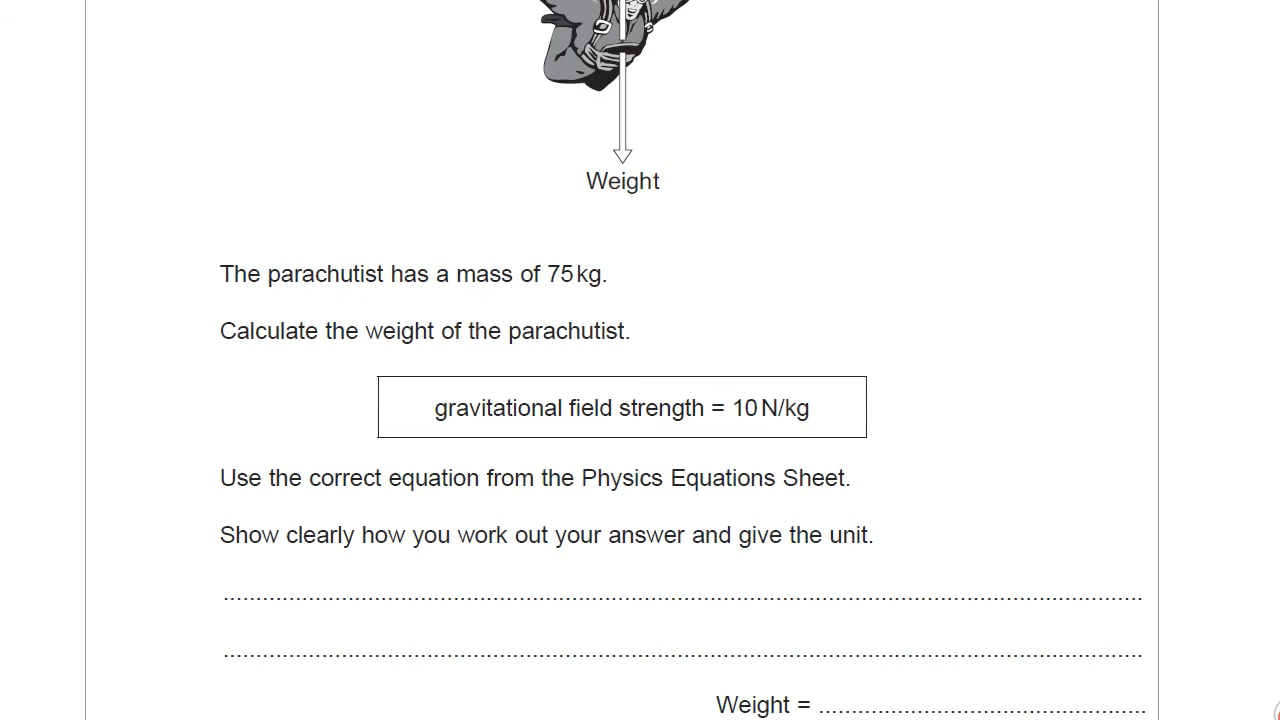 Weight
The parachutist has a mass of 75 kg.
Calculate the weight of the parachutist.
gravitational field strength = 10 N/kg
Use the correct equation from the Physics Equations Sheet.
Show clearly how you work out your answer and give the unit.
................................................................................
................................................................................
Weight = ..................................................